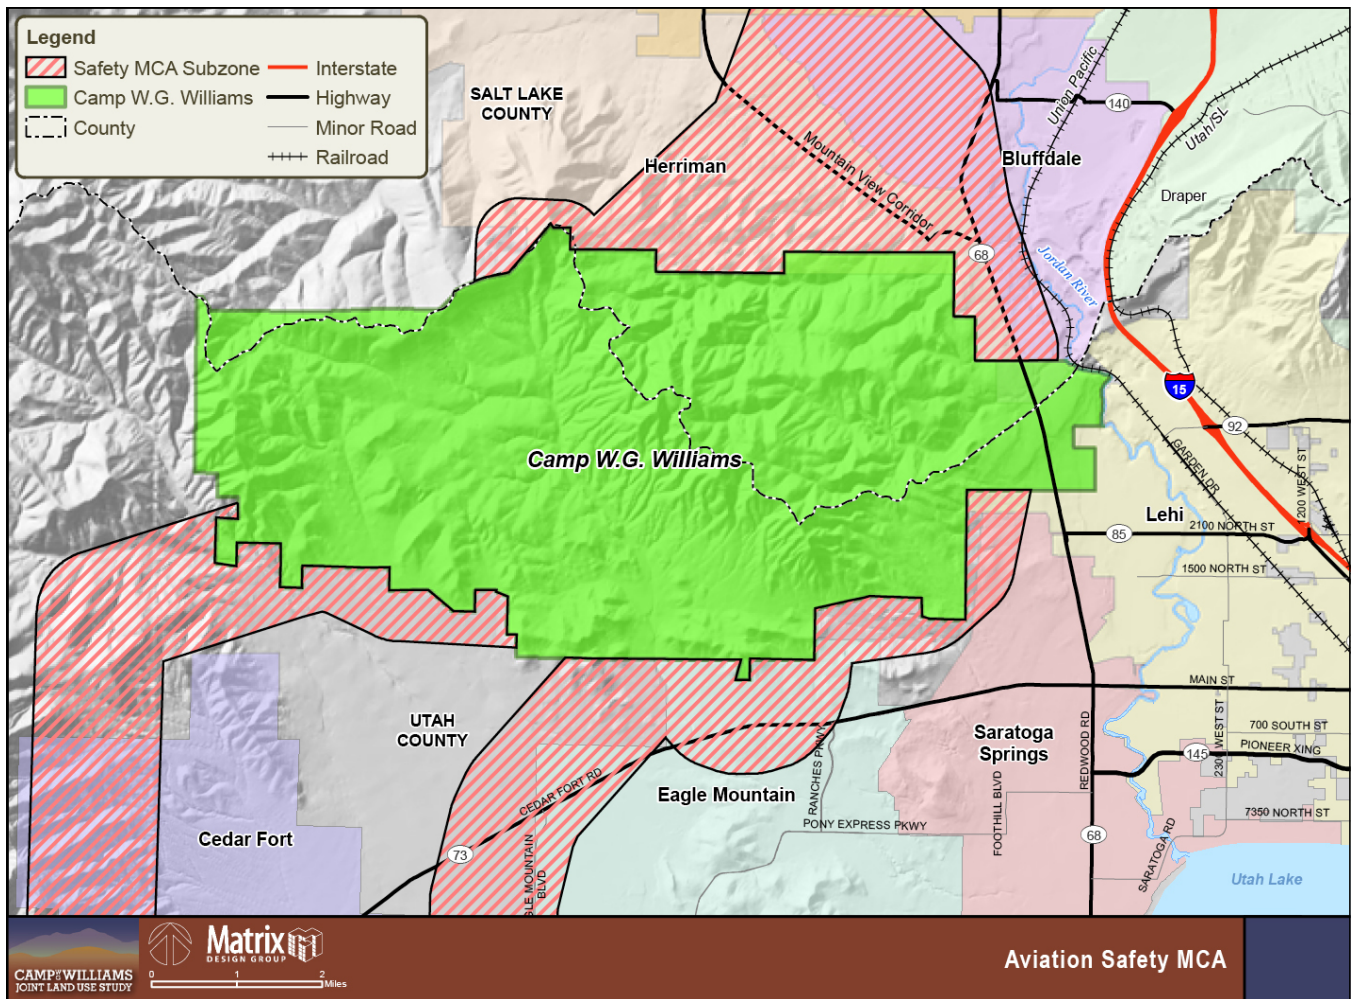 Legend
Safety MCA Subzone
Interstate
Camp W.G. Williams
Highway
County
Minor Road
Railroad
SALT LAKE
COUNTY
Herriman
Mountain View Corridor
68
Union Pacific
140
Bluffdale
Utah/SL
Draper
Jordan River
15
92
Camp W.G. Williams
GARDEN DR
1200 WEST ST
Lehi
85
2100 NORTH ST
1500 NORTH ST
MAIN ST
UTAH
COUNTY
Saratoga
Springs
REDWOOD RD
2300 WEST ST
700 SOUTH ST
145
PIONEER XING
RANCHES PKWY
CEDAR FORT RD
Eagle Mountain
FOOTHILL BLVD
7350 NORTH ST
PONY EXPRESS PKWY
Cedar Fort
73
GLE MOUNTAIN
BLVD
68
SARATOGA RD
Utah Lake
CAMP W.G. WILLIAMS
JOINT LAND USE STUDY
Matrix
DESIGN GROUP
0 1 2
Miles
Aviation Safety MCA